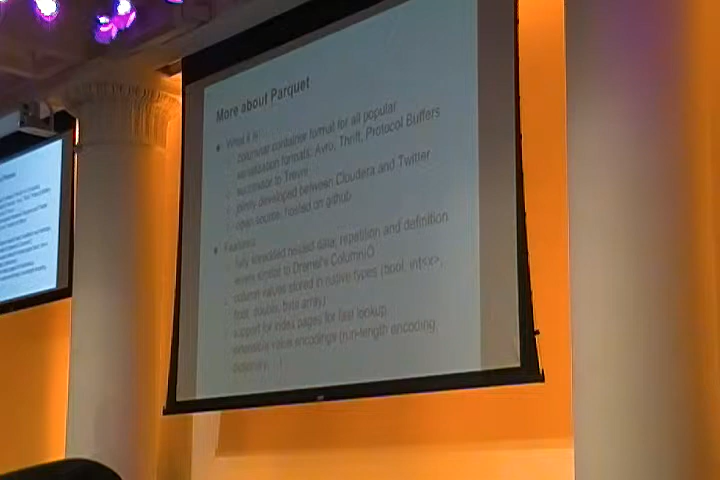 More about Parquet
● What it is:
columnar container format for all popular
serialization formats: Avro, Thrift, Protocol Buffers
successor to Trevni
jointly developed between Cloudera and Twitter
open source, hosted on github
● Features
fully shredded nested data, repetition and definition
levels similar to Dremel's ColumnIO
column values stored in native types (bool, int<x>,
float, double, byte array)
support for index pages for fast lookup
extensible value encodings (run-length encoding,
dictionary, ...)